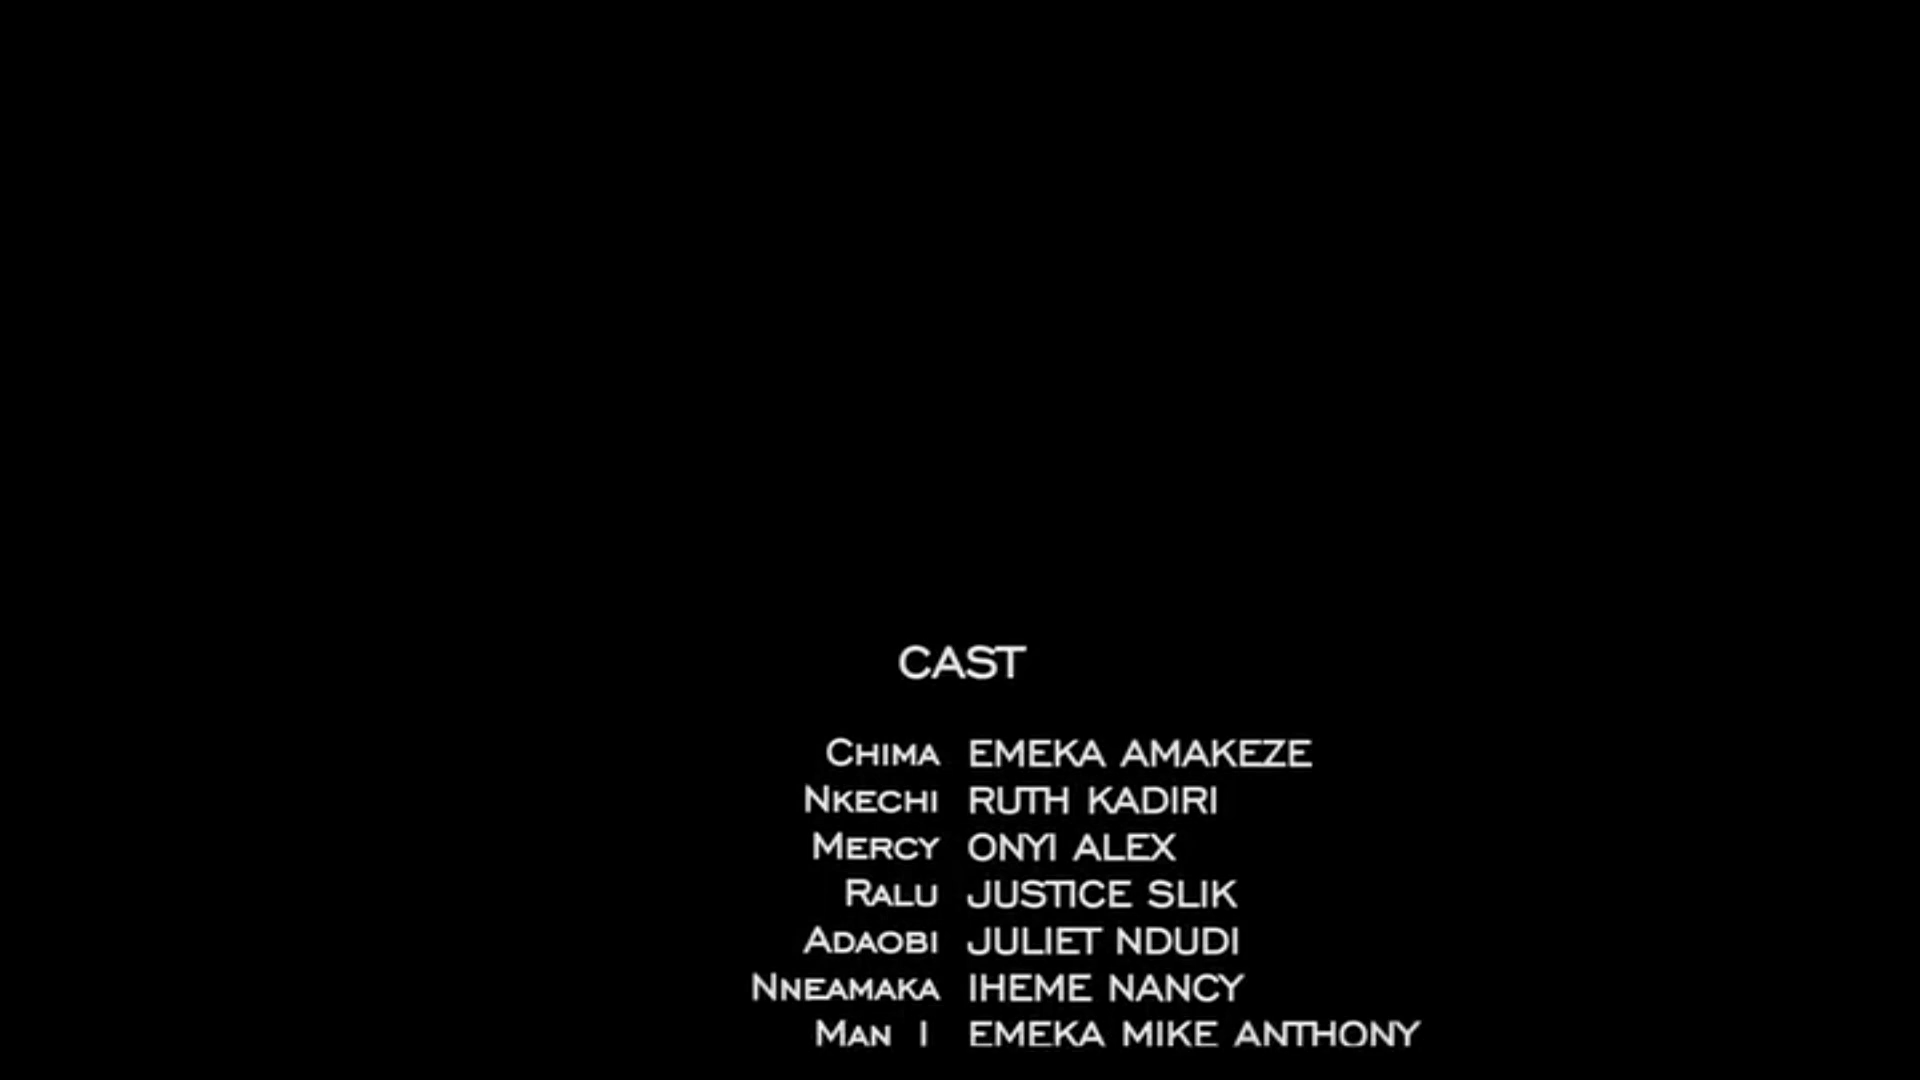 CAST
CHIMA EMEKA AMAKEZE
NKECHI RUTH KADIRI
MERCY ONYI ALEX
RALU JUSTICE SLIK
ADAOBI JULIET NDUDI
NNEAMAKA IHEME NANCY
MAN I EMEKA MIKE ANTHONY